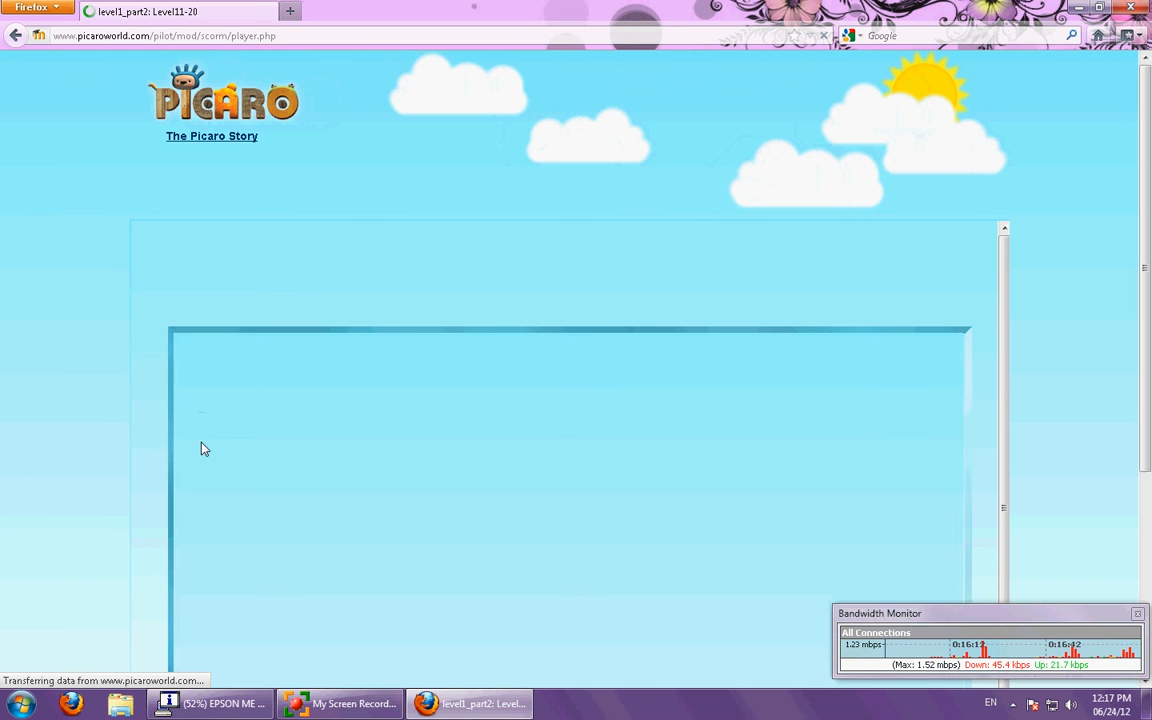 Firefox
level1_part2: Level11-20
www.picaroworld.com/pilot/mod/scorm/player.php
Google
PICARO
The Picaro Story
Bandwidth Monitor
All Connections
1.23 mbps
0:16:12
0:16:42
(Max: 1.52 mbps) Down: 45.4 kbps Up: 21.7 kbps
Transferring data from www.picaroworld.com...
(52%) EPSON ME ...
My Screen Record...
level1_part2: Level...
EN
12:17 PM
06/24/12